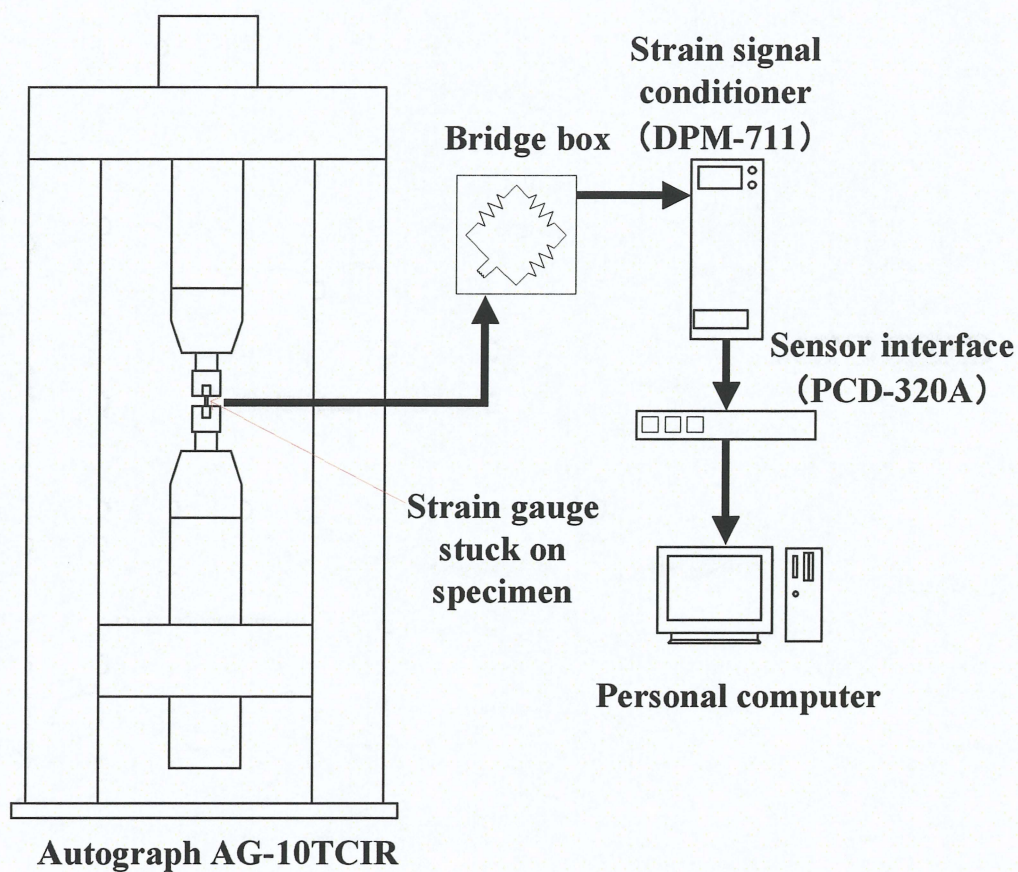 Strain signal
conditioner
Bridge box （DPM-711）
Sensor interface
（PCD-320A）
Strain gauge
stuck on
specimen
Personal computer
Autograph AG-10TCIR